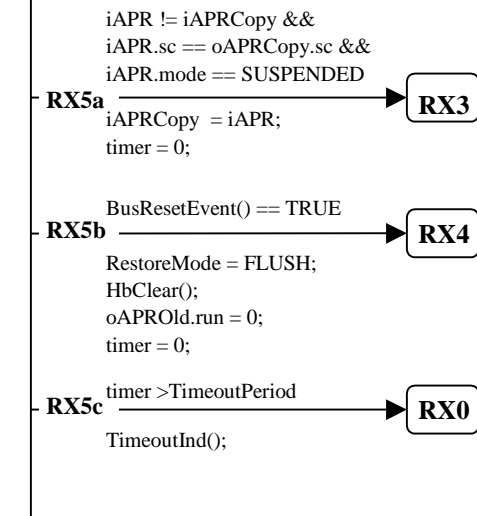 iAPR != iAPRCopy &&
iAPR.sc == oAPRCopy.sc &&
iAPR.mode == SUSPENDED
RX5a
RX3
iAPRCopy = iAPR;
timer = 0;
BusResetEvent() == TRUE
RX5b
RX4
RestoreMode = FLUSH;
HbClear();
oAPROld.run = 0;
timer = 0;
timer >TimeoutPeriod
RX5c
RX0
TimeoutInd();